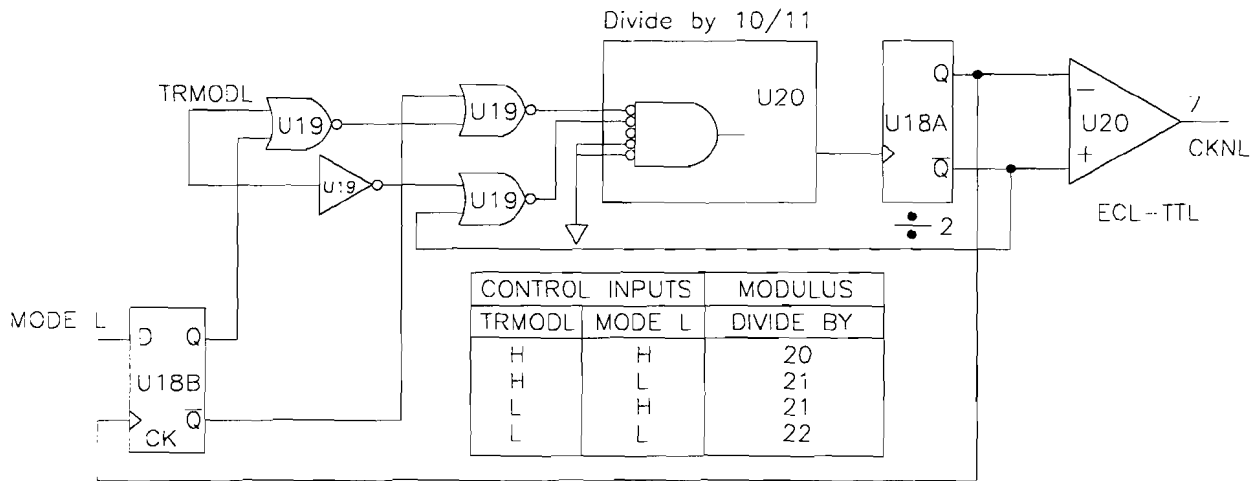 Divide by 10/11
TRMODL
U19
U19
U19
U19
U20
U18A
Q
Q̅
÷ 2
U20
−
+
7
CKNL
ECL-TTL
MODE L
D Q
U18B
Q̅
CK
CONTROL INPUTS MODULUS
TRMODL MODE L DIVIDE BY
H H 20
H L 21
L H 21
L L 22